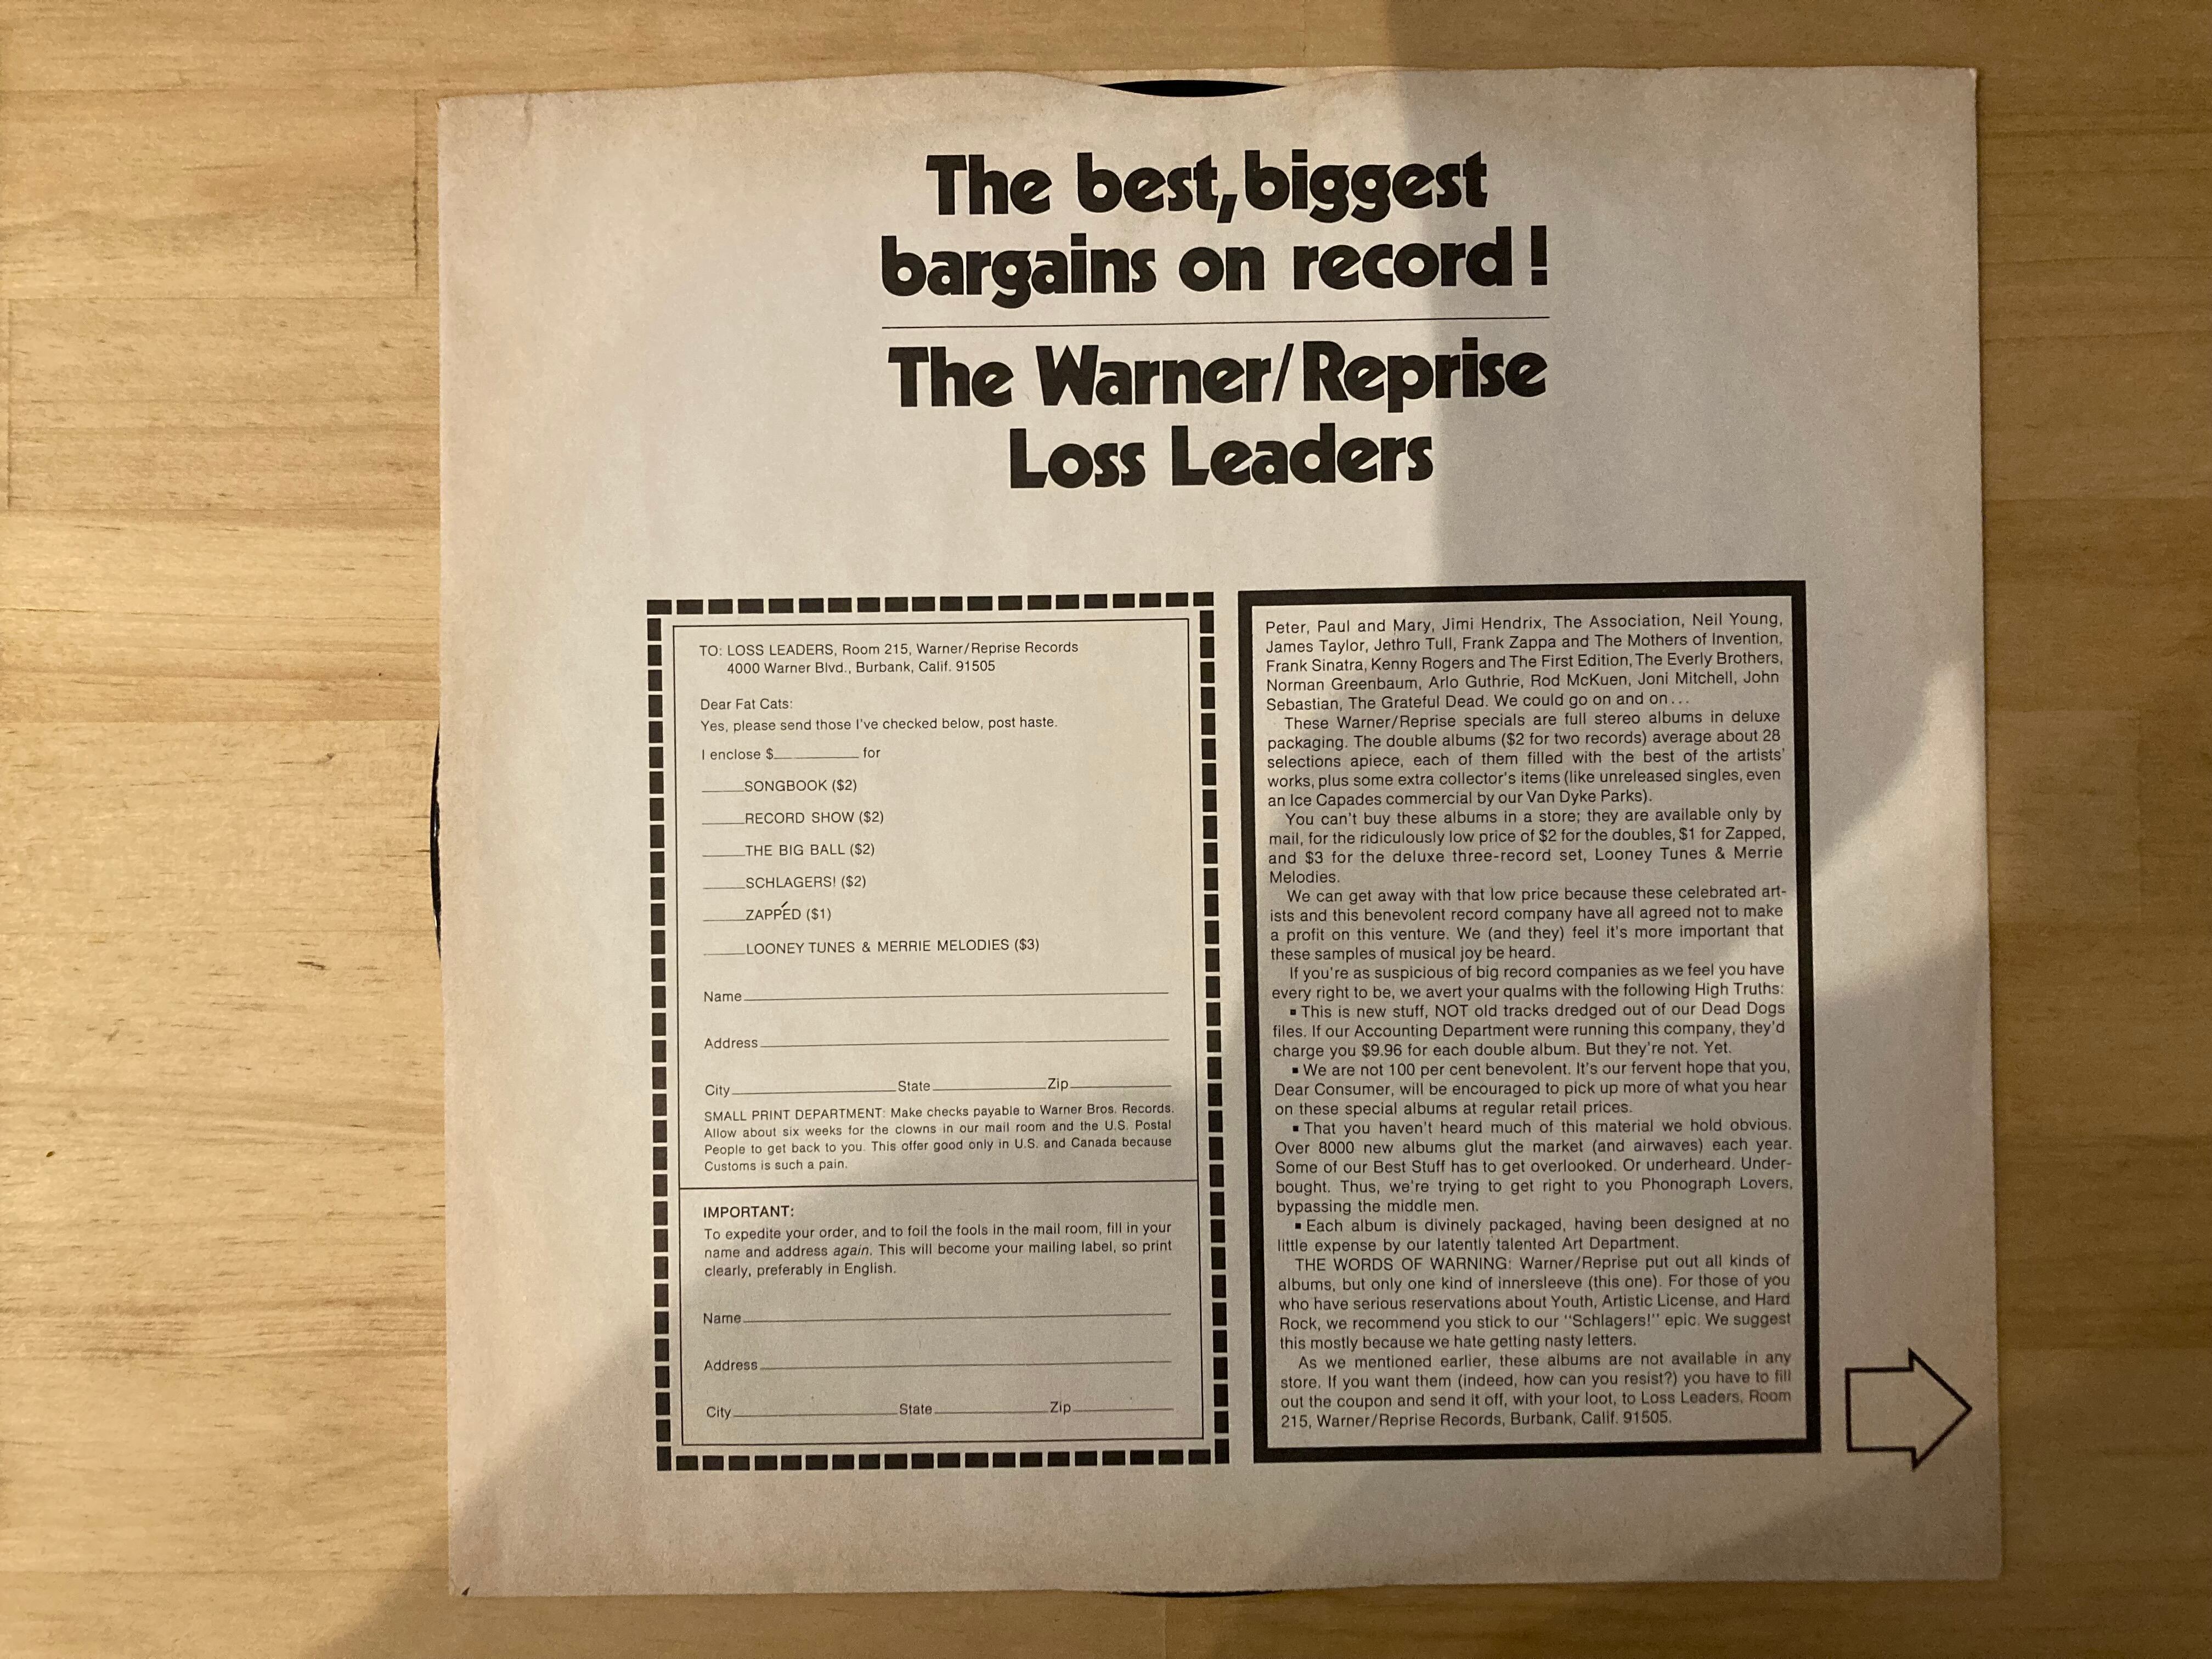 The best, biggest
bargains on record!
The Warner/Reprise
Loss Leaders
TO: LOSS LEADERS, Room 215, Warner/Reprise Records
4000 Warner Blvd., Burbank, Calif. 91505
Dear Fat Cats:
Yes, please send those I've checked below, post haste.
I enclose $____________ for
_____SONGBOOK ($2)
_____RECORD SHOW ($2)
_____THE BIG BALL ($2)
_____SCHLAGERS! ($2)
_____ZAPPÉD ($1)
_____LOONEY TUNES & MERRIE MELODIES ($3)
Name
Address
City State Zip
SMALL PRINT DEPARTMENT: Make checks payable to Warner Bros. Records.
Allow about six weeks for the clowns in our mail room and the U.S. Postal
People to get back to you. This offer good only in U.S. and Canada because
Customs is such a pain.
IMPORTANT:
To expedite your order, and to foil the fools in the mail room, fill in your
name and address again. This will become your mailing label, so print
clearly, preferably in English.
Name
Address
City State Zip
Peter, Paul and Mary, Jimi Hendrix, The Association, Neil Young,
James Taylor, Jethro Tull, Frank Zappa and The Mothers of Invention,
Frank Sinatra, Kenny Rogers and The First Edition, The Everly Brothers,
Norman Greenbaum, Arlo Guthrie, Rod McKuen, Joni Mitchell, John
Sebastian, The Grateful Dead. We could go on and on...
These Warner/Reprise specials are full stereo albums in deluxe
packaging. The double albums ($2 for two records) average about 28
selections apiece, each of them filled with the best of the artists'
works, plus some extra collector's items (like unreleased singles, even
an Ice Capades commercial by our Van Dyke Parks).
You can't buy these albums in a store; they are available only by
mail, for the ridiculously low price of $2 for the doubles, $1 for Zapped,
and $3 for the deluxe three-record set, Looney Tunes & Merrie
Melodies.
We can get away with that low price because these celebrated art-
ists and this benevolent record company have all agreed not to make
a profit on this venture. We (and they) feel it's more important that
these samples of musical joy be heard.
If you're as suspicious of big record companies as we feel you have
every right to be, we avert your qualms with the following High Truths:
▪ This is new stuff, NOT old tracks dredged out of our Dead Dogs
files. If our Accounting Department were running this company, they'd
charge you $9.96 for each double album. But they're not. Yet.
▪ We are not 100 per cent benevolent. It's our fervent hope that you,
Dear Consumer, will be encouraged to pick up more of what you hear
on these special albums at regular retail prices.
▪ That you haven't heard much of this material we hold obvious.
Over 8000 new albums glut the market (and airwaves) each year.
Some of our Best Stuff has to get overlooked. Or underheard. Under-
bought. Thus, we're trying to get right to you Phonograph Lovers,
bypassing the middle men.
▪ Each album is divinely packaged, having been designed at no
little expense by our latently talented Art Department.
THE WORDS OF WARNING: Warner/Reprise put out all kinds of
albums, but only one kind of innersleeve (this one). For those of you
who have serious reservations about Youth, Artistic License, and Hard
Rock, we recommend you stick to our "Schlagers!" epic. We suggest
this mostly because we hate getting nasty letters.
As we mentioned earlier, these albums are not available in any
store. If you want them (indeed, how can you resist?) you have to fill
out the coupon and send it off, with your loot, to Loss Leaders, Room
215, Warner/Reprise Records, Burbank, Calif. 91505.